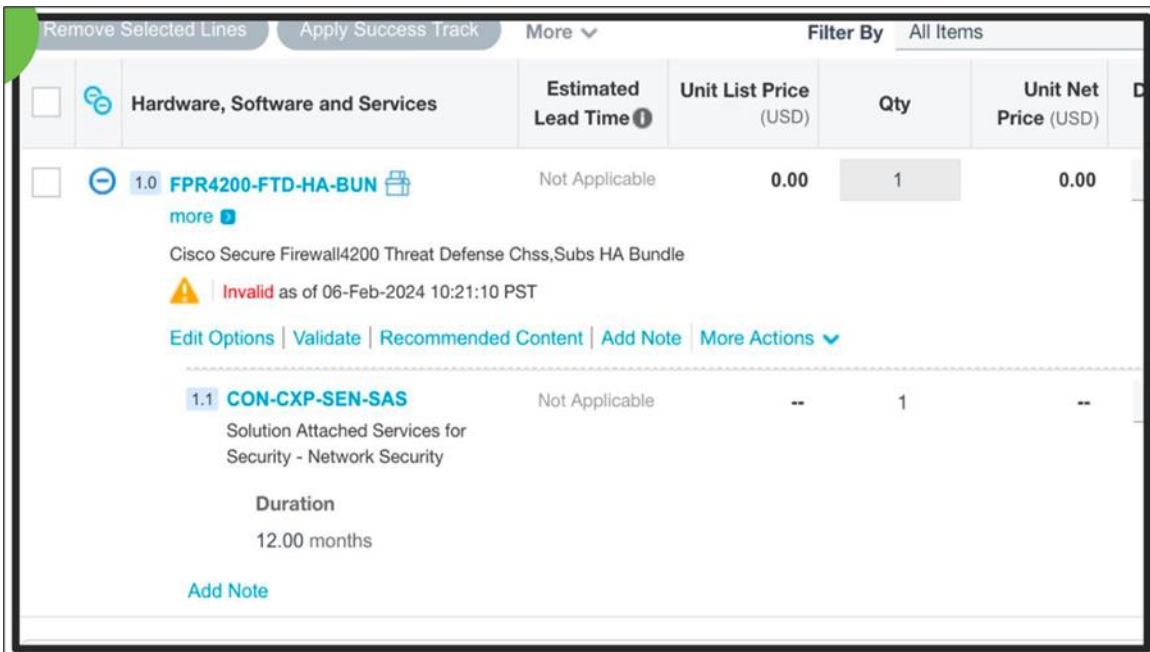 Remove Selected Lines Apply Success Track More Filter By All Items
Hardware, Software and Services Estimated Lead Time Unit List Price (USD) Qty Unit Net Price (USD) D
1.0 FPR4200-FTD-HA-BUN Not Applicable 0.00 1 0.00
more
Cisco Secure Firewall4200 Threat Defense Chss,Subs HA Bundle
Invalid as of 06-Feb-2024 10:21:10 PST
Edit Options | Validate | Recommended Content | Add Note | More Actions
1.1 CON-CXP-SEN-SAS Not Applicable -- 1 --
Solution Attached Services for
Security - Network Security
Duration
12.00 months
Add Note